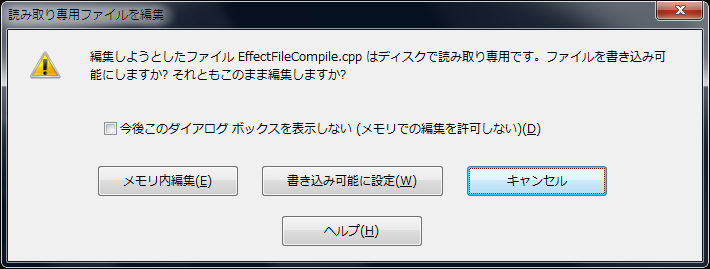 読み取り専用ファイルを編集
編集しようとしたファイル EffectFileCompile.cpp はディスクで読み取り専用です。ファイルを書き込み可
能にしますか? それともこのまま編集しますか?
今後このダイアログ ボックスを表示しない (メモリでの編集を許可しない)(D)
メモリ内編集(E)
書き込み可能に設定(W)
キャンセル
ヘルプ(H)